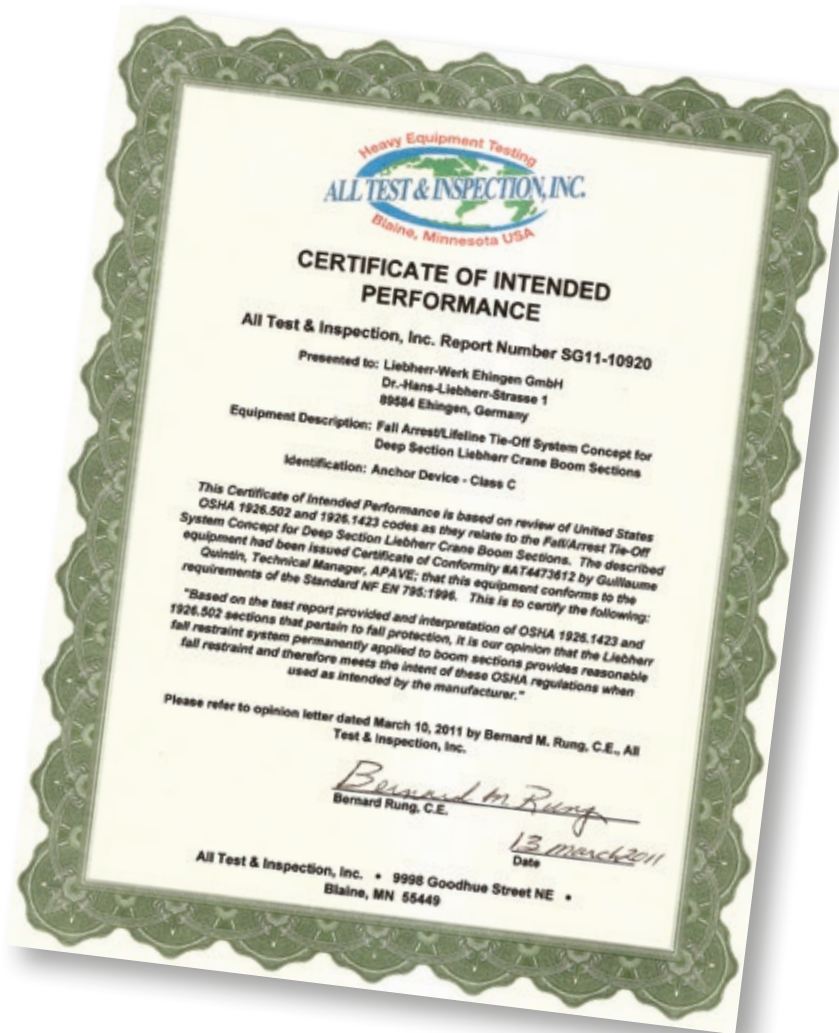 Heavy Equipment Testing
ALL TEST & INSPECTION, INC.
Blaine, Minnesota USA
CERTIFICATE OF INTENDED
PERFORMANCE
All Test & Inspection, Inc. Report Number SG11-10920
Presented to: Liebherr-Werk Ehingen GmbH
Dr.-Hans-Liebherr-Strasse 1
89584 Ehingen, Germany
Equipment Description: Fall Arrest/Lifeline Tie-Off System Concept for
Deep Section Liebherr Crane Boom Sections
Identification: Anchor Device - Class C
This Certificate of Intended Performance is based on review of United States
OSHA 1926.502 and 1926.1423 codes as they relate to the Fall/Arrest Tie-Off
System Concept for Deep Section Liebherr Crane Boom Sections. The described
equipment had been issued Certificate of Conformity #AT4473612 by Guillaume
Quintin, Technical Manager, APAVE; that this equipment conforms to the
requirements of the Standard NF EN 795:1996. This is to certify the following:
"Based on the test report provided and interpretation of OSHA 1926.1423 and
1926.502 sections that pertain to fall protection, it is our opinion that the Liebherr
fall restraint system permanently applied to boom sections provides reasonable
fall restraint and therefore meets the intent of these OSHA regulations when
used as intended by the manufacturer."
Please refer to opinion letter dated March 10, 2011 by Bernard M. Rung, C.E., All
Test & Inspection, Inc.
Bernard M Rung
Bernard Rung, C.E.
13 march 2011
Date
All Test & Inspection, Inc. • 9998 Goodhue Street NE •
Blaine, MN 55449